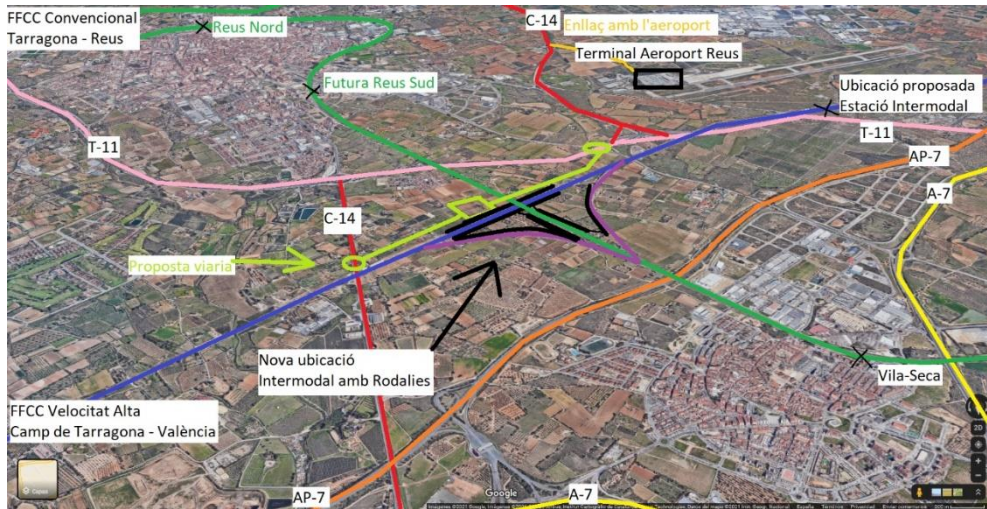 FFCC Convencional
Tarragona - Reus
Reus Nord
C-14
Enllaç amb l'aeroport
Terminal Aeroport Reus
Futura Reus Sud
Ubicació proposada
Estació Intermodal
T-11
T-11
AP-7
A-7
C-14
Proposta viaria
Nova ubicació
Intermodal amb Rodalies
Vila-Seca
FFCC Velocitat Alta
Camp de Tarragona - València
AP-7
A-7
Google
Capas
2D